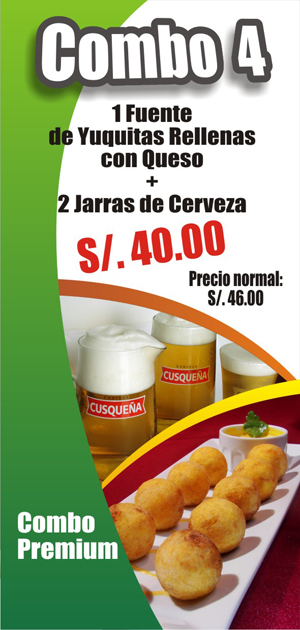 Combo 4
1 Fuente
de Yuquitas Rellenas
con Queso
+
2 Jarras de Cerveza
S/. 40.00
Precio normal:
S/. 46.00
CUSQUEÑA
CERVEZA
CUSQUEÑA
Combo
Premium